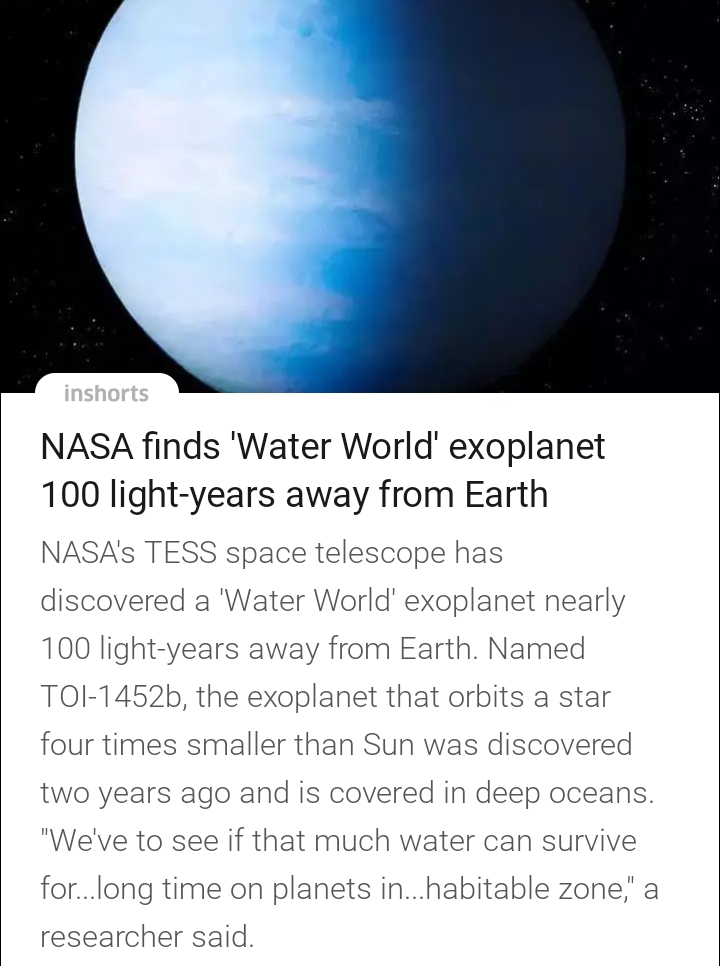 inshorts
NASA finds 'Water World' exoplanet
100 light-years away from Earth
NASA's TESS space telescope has
discovered a 'Water World' exoplanet nearly
100 light-years away from Earth. Named
TOI-1452b, the exoplanet that orbits a star
four times smaller than Sun was discovered
two years ago and is covered in deep oceans.
"We've to see if that much water can survive
for...long time on planets in...habitable zone," a
researcher said.